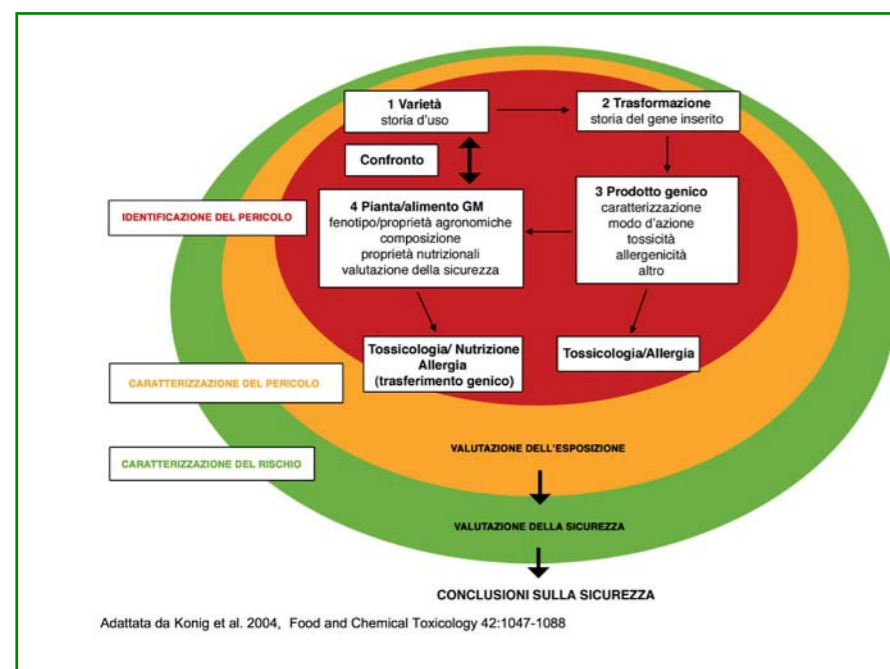 1 Varietà
storia d'uso
2 Trasformazione
storia del gene inserito
Confronto
IDENTIFICAZIONE DEL PERICOLO
4 Pianta/alimento GM
fenotipo/proprietà agronomiche
composizione
proprietà nutrizionali
valutazione della sicurezza
3 Prodotto genico
caratterizzazione
modo d'azione
tossicità
allergenicità
altro
Tossicologia/ Nutrizione
Allergia
(trasferimento genico)
Tossicologia/Allergia
CARATTERIZZAZIONE DEL PERICOLO
VALUTAZIONE DELL'ESPOSIZIONE
CARATTERIZZAZIONE DEL RISCHIO
VALUTAZIONE DELLA SICUREZZA
CONCLUSIONI SULLA SICUREZZA
Adattata da Konig et al. 2004, Food and Chemical Toxicology 42:1047-1088